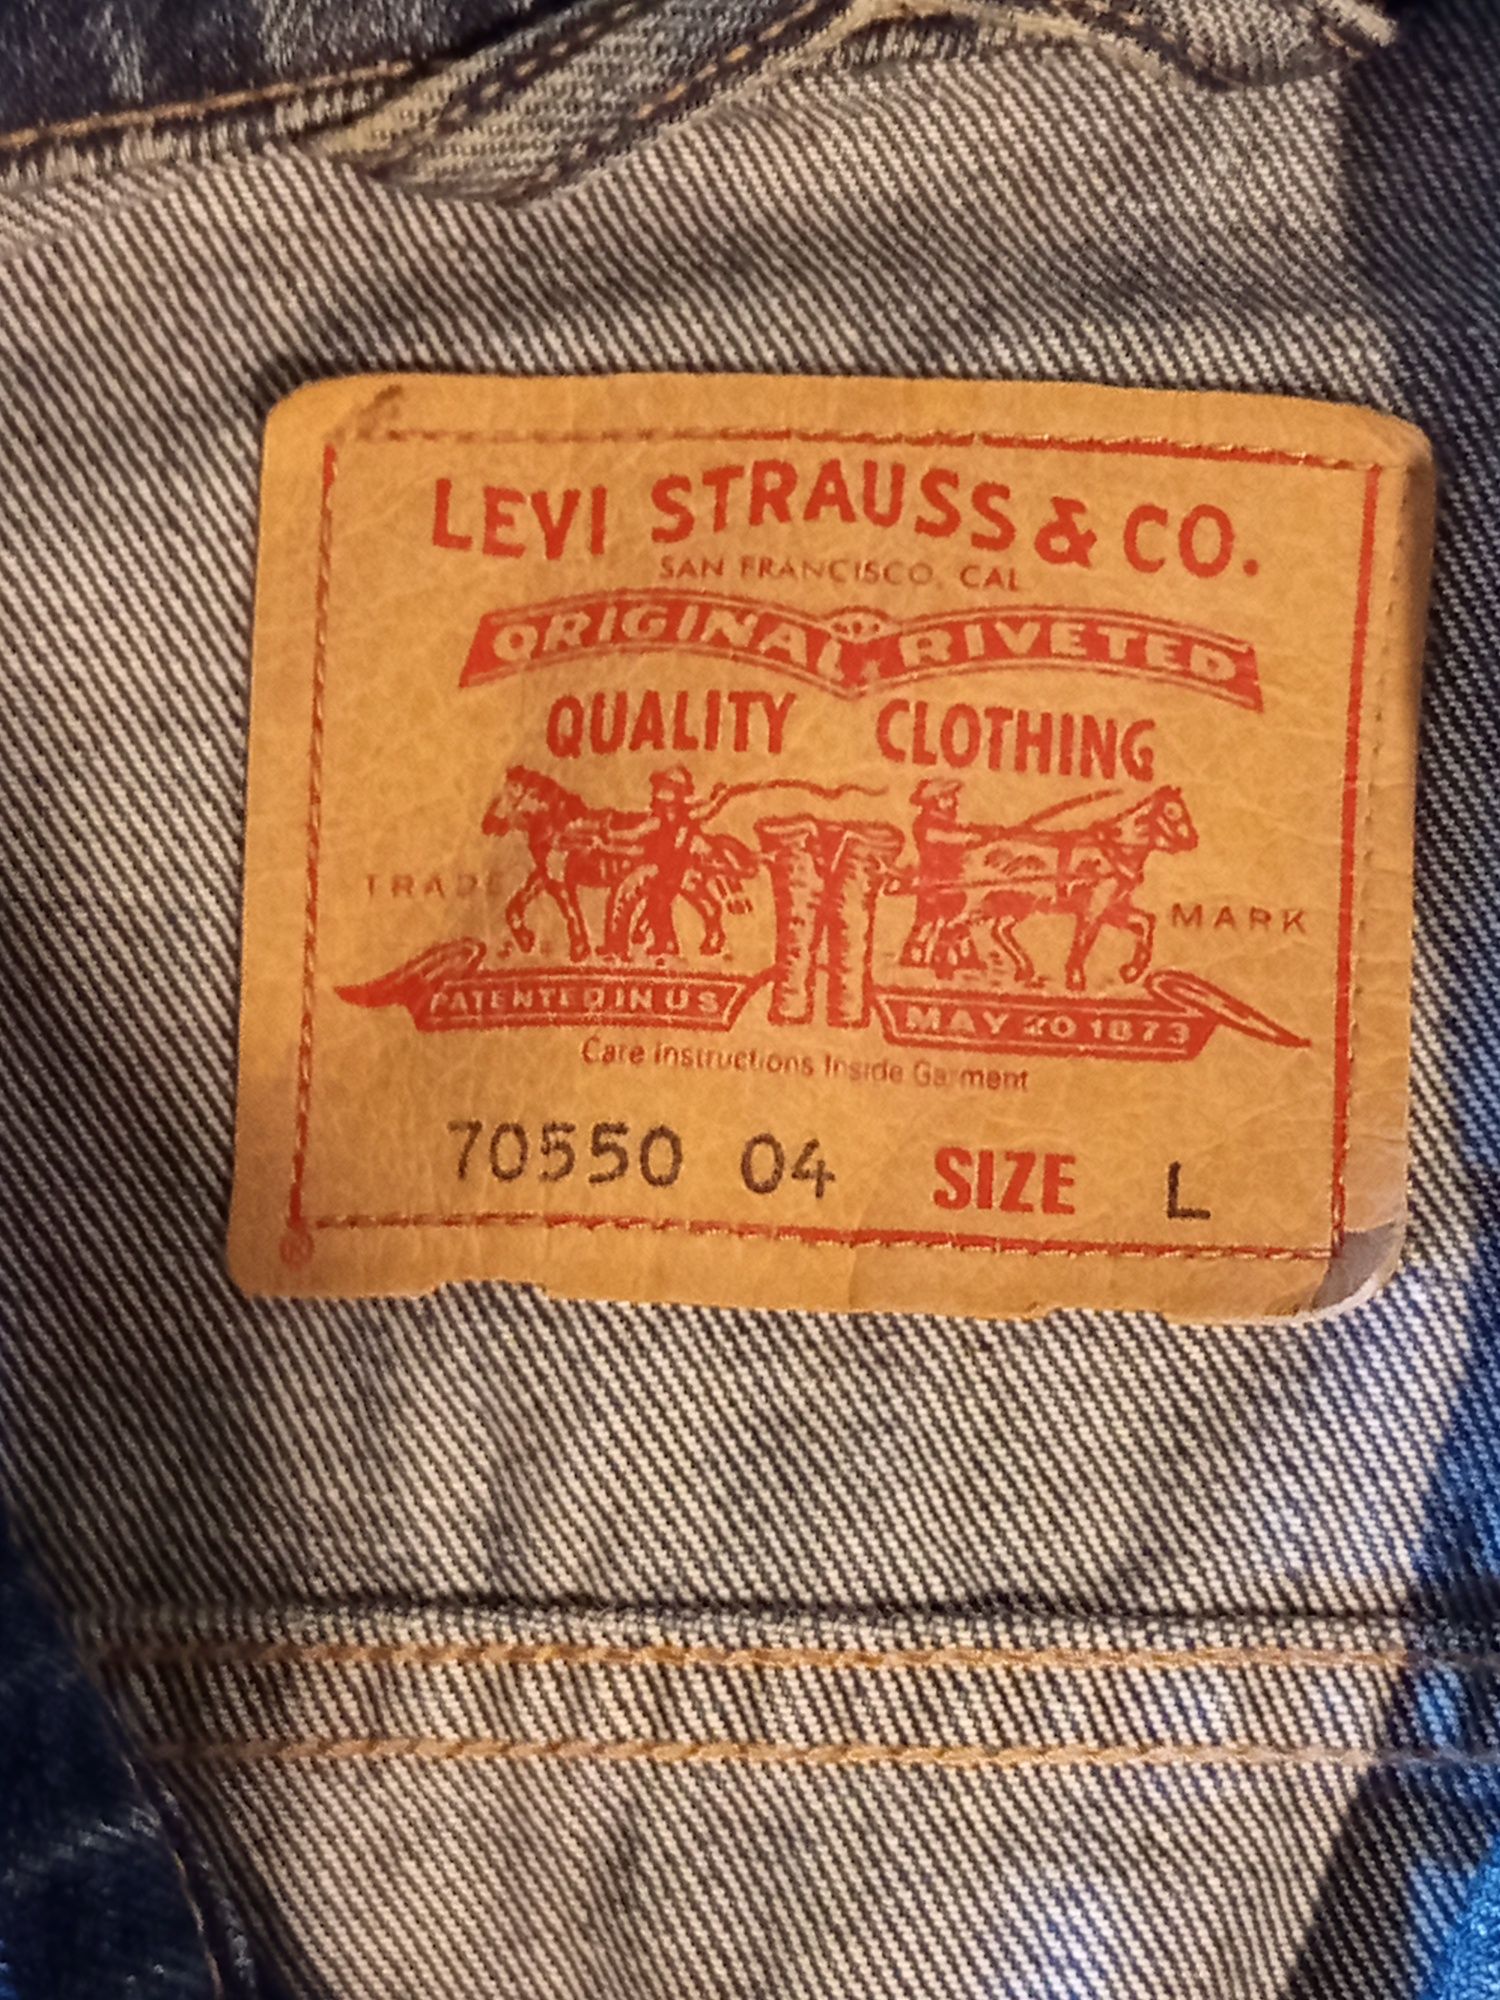 LEVI STRAUSS & CO.
SAN FRANCISCO, CAL
ORIGINAL RIVETED
QUALITY CLOTHING
TRADE MARK
PATENTED IN U S MAY 20 1873
Care Instructions Inside Garment
70550 04 SIZE L
®